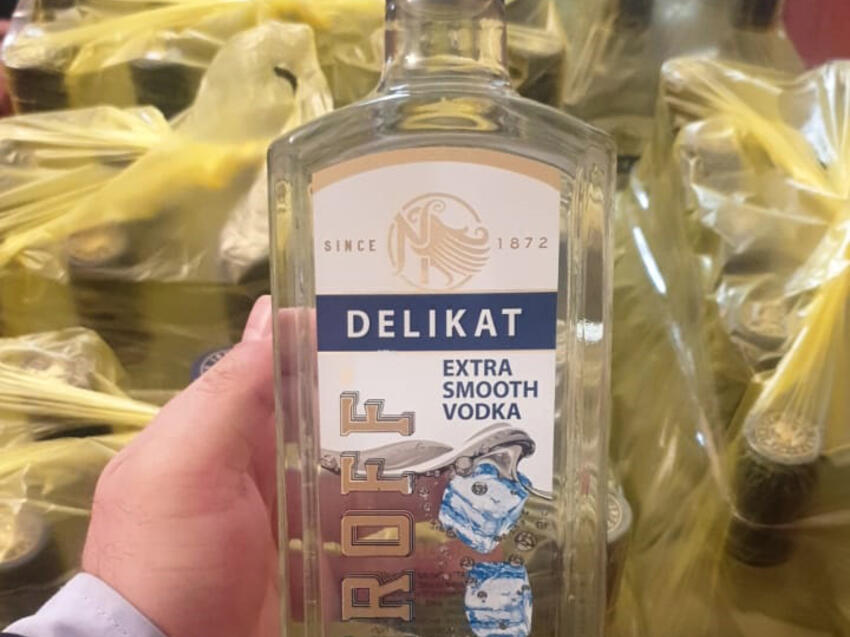 SINCE 1872
DELIKAT
EXTRA
SMOOTH
VODKA
ROFF